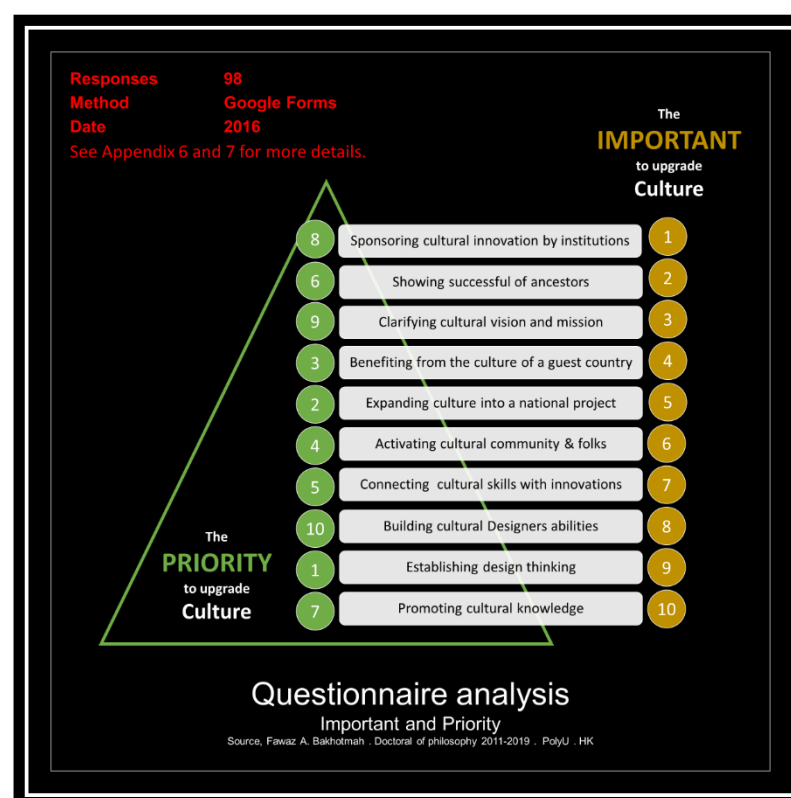 Responses 98
Method Google Forms
Date 2016
See Appendix 6 and 7 for more details.
The
IMPORTANT
to upgrade
Culture
8 Sponsoring cultural innovation by institutions 1
6 Showing successful of ancestors 2
9 Clarifying cultural vision and mission 3
3 Benefiting from the culture of a guest country 4
2 Expanding culture into a national project 5
4 Activating cultural community & folks 6
5 Connecting cultural skills with innovations 7
10 Building cultural Designers abilities 8
1 Establishing design thinking 9
7 Promoting cultural knowledge 10
The
PRIORITY
to upgrade
Culture
Questionnaire analysis
Important and Priority
Source, Fawaz A. Bakhotmah . Doctoral of philosophy 2011-2019 . PolyU . HK